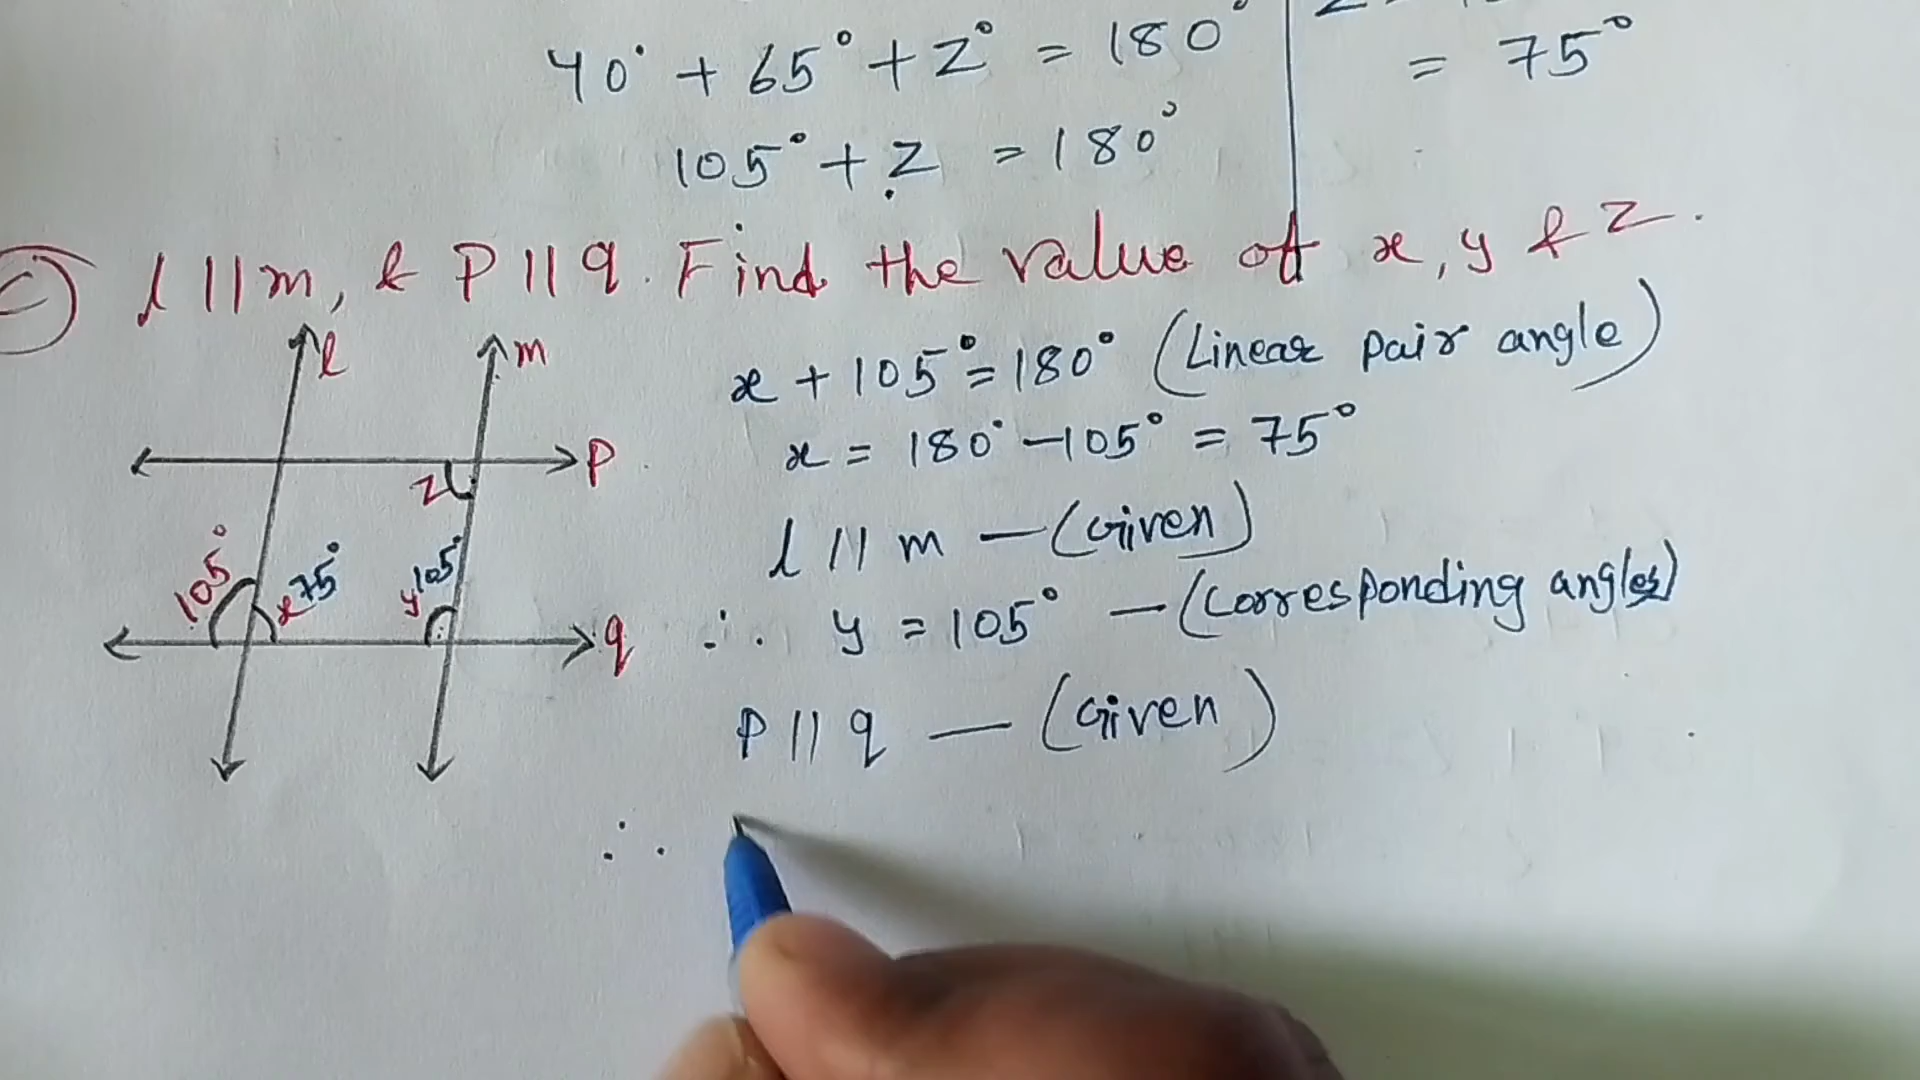 40° + 65° + Z° = 180°
= 75°
105° + Z = 180°
l || m, & P || q. Find the value of x, y & z.
l
m
P
z
105°
x 75°
y 105°
q
x + 105° = 180° (Linear pair angle)
x = 180° - 105° = 75°
l || m - (Given)
∴ y = 105° - (Corresponding angles)
P || q - (Given)
∴